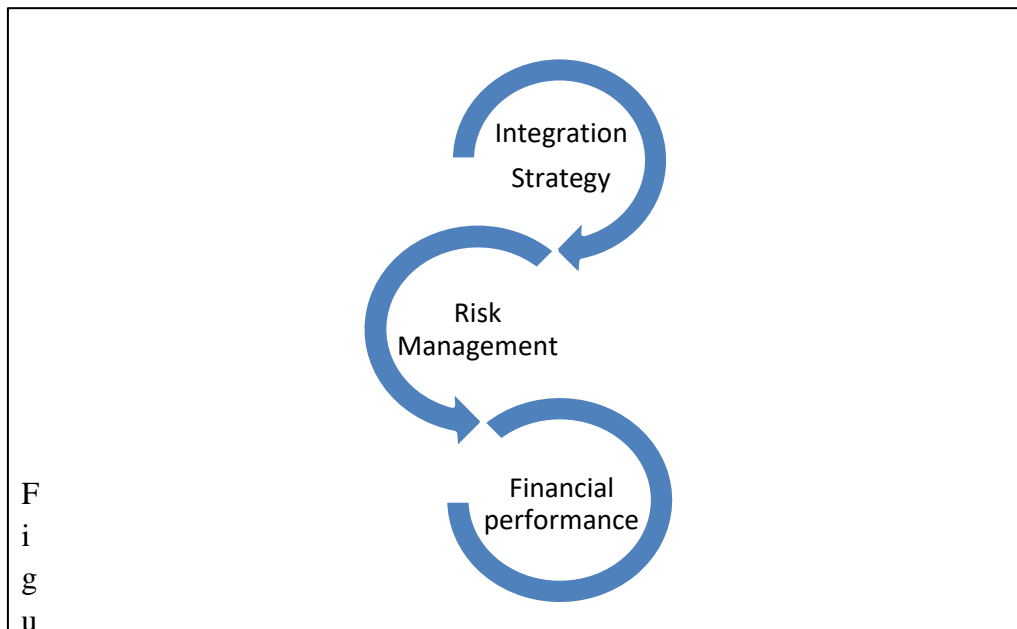 Integration
Strategy
Risk
Management
Financial
performance
F
i
g
u